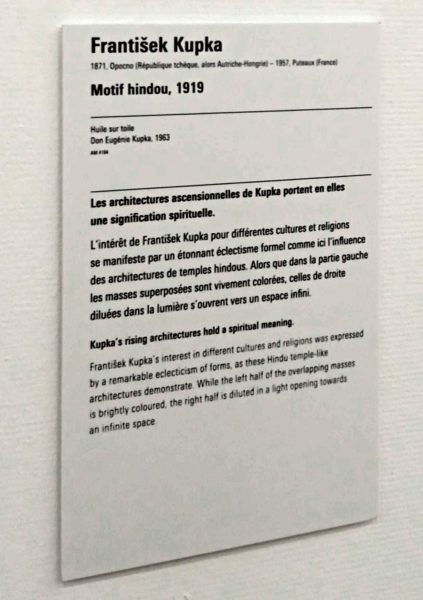 František Kupka
1871, Opocno (République tchèque, alors Autriche-Hongrie) – 1957, Puteaux (France)
Motif hindou, 1919
Huile sur toile
Don Eugénie Kupka, 1963
AM 4196
Les architectures ascensionnelles de Kupka portent en elles
une signification spirituelle.
L'intérêt de František Kupka pour différentes cultures et religions
se manifeste par un étonnant éclectisme formel comme ici l'influence
des architectures de temples hindous. Alors que dans la partie gauche
les masses superposées sont vivement colorées, celles de droite
diluées dans la lumière s'ouvrent vers un espace infini.
Kupka's rising architectures hold a spiritual meaning.
František Kupka's interest in different cultures and religions was expressed
by a remarkable eclecticism of forms, as these Hindu temple-like
architectures demonstrate. While the left half of the overlapping masses
is brightly coloured, the right half is diluted in a light opening towards
an infinite space.